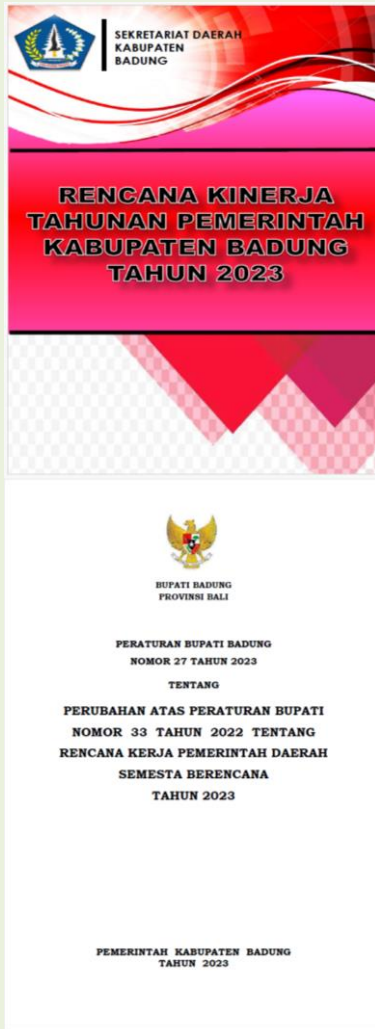 SEKRETARIAT DAERAH
KABUPATEN
BADUNG
RENCANA KINERJA
TAHUNAN PEMERINTAH
KABUPATEN BADUNG
TAHUN 2023
BUPATI BADUNG
PROVINSI BALI
PERATURAN BUPATI BADUNG
NOMOR 27 TAHUN 2023
TENTANG
PERUBAHAN ATAS PERATURAN BUPATI
NOMOR 33 TAHUN 2022 TENTANG
RENCANA KERJA PEMERINTAH DAERAH
SEMESTA BERENCANA
TAHUN 2023
PEMERINTAH KABUPATEN BADUNG
TAHUN 2023